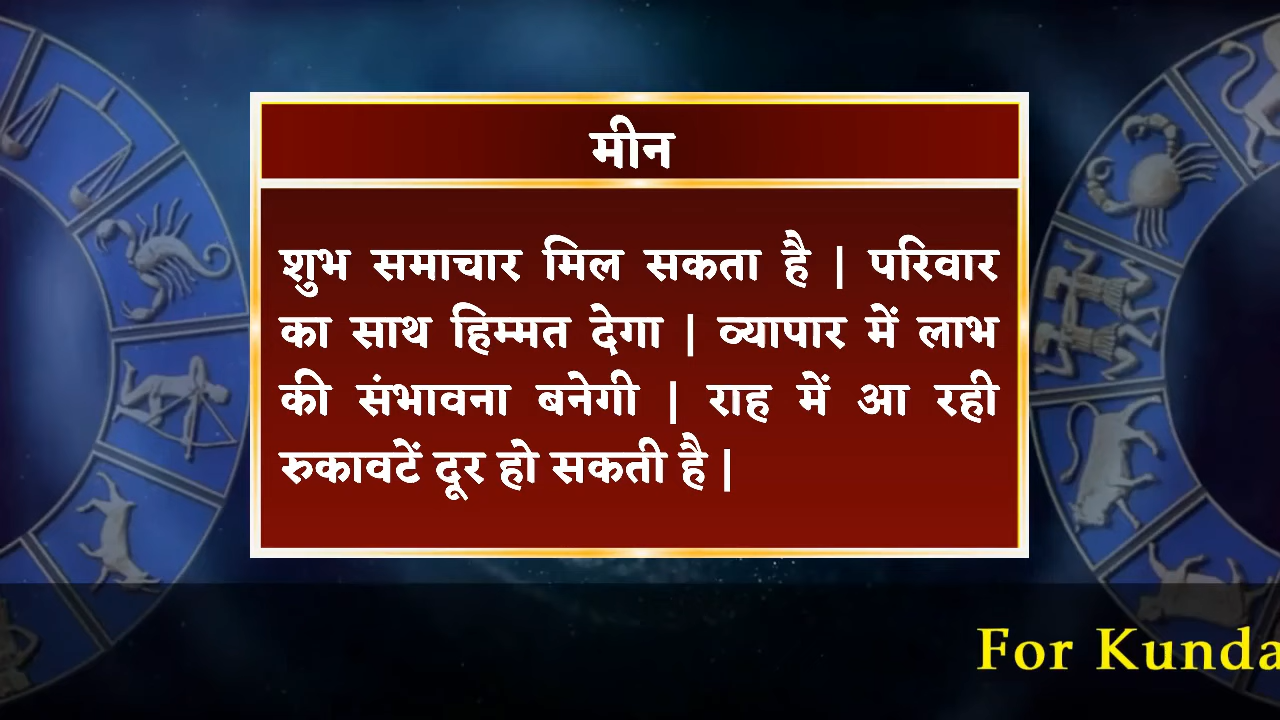 मीन
शुभ समाचार मिल सकता है | परिवार
का साथ हिम्मत देगा | व्यापार में लाभ
की संभावना बनेगी | राह में आ रही
रुकावटें दूर हो सकती है |
For Kunda